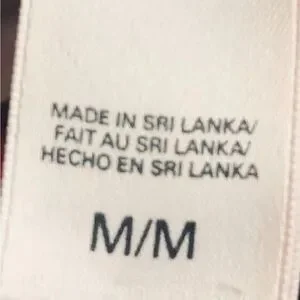 MADE IN SRI LANKA/
FAIT AU SRI LANKA/
HECHO EN SRI LANKA
M/M